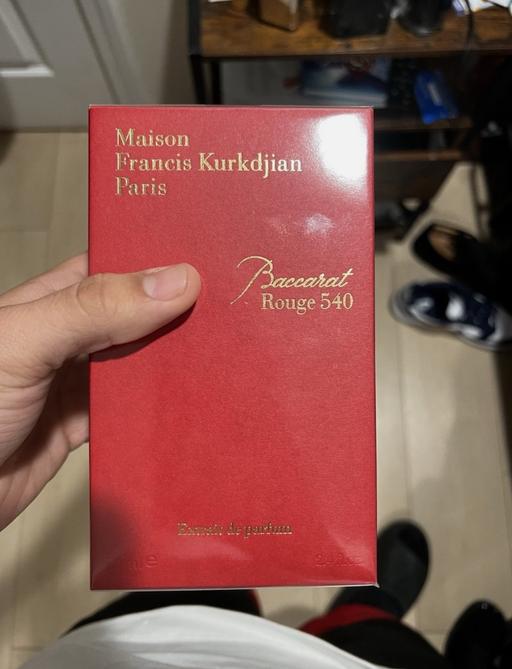 Maison
Francis Kurkdjian
Paris
Baccarat
Rouge 540
Extrait de parfum